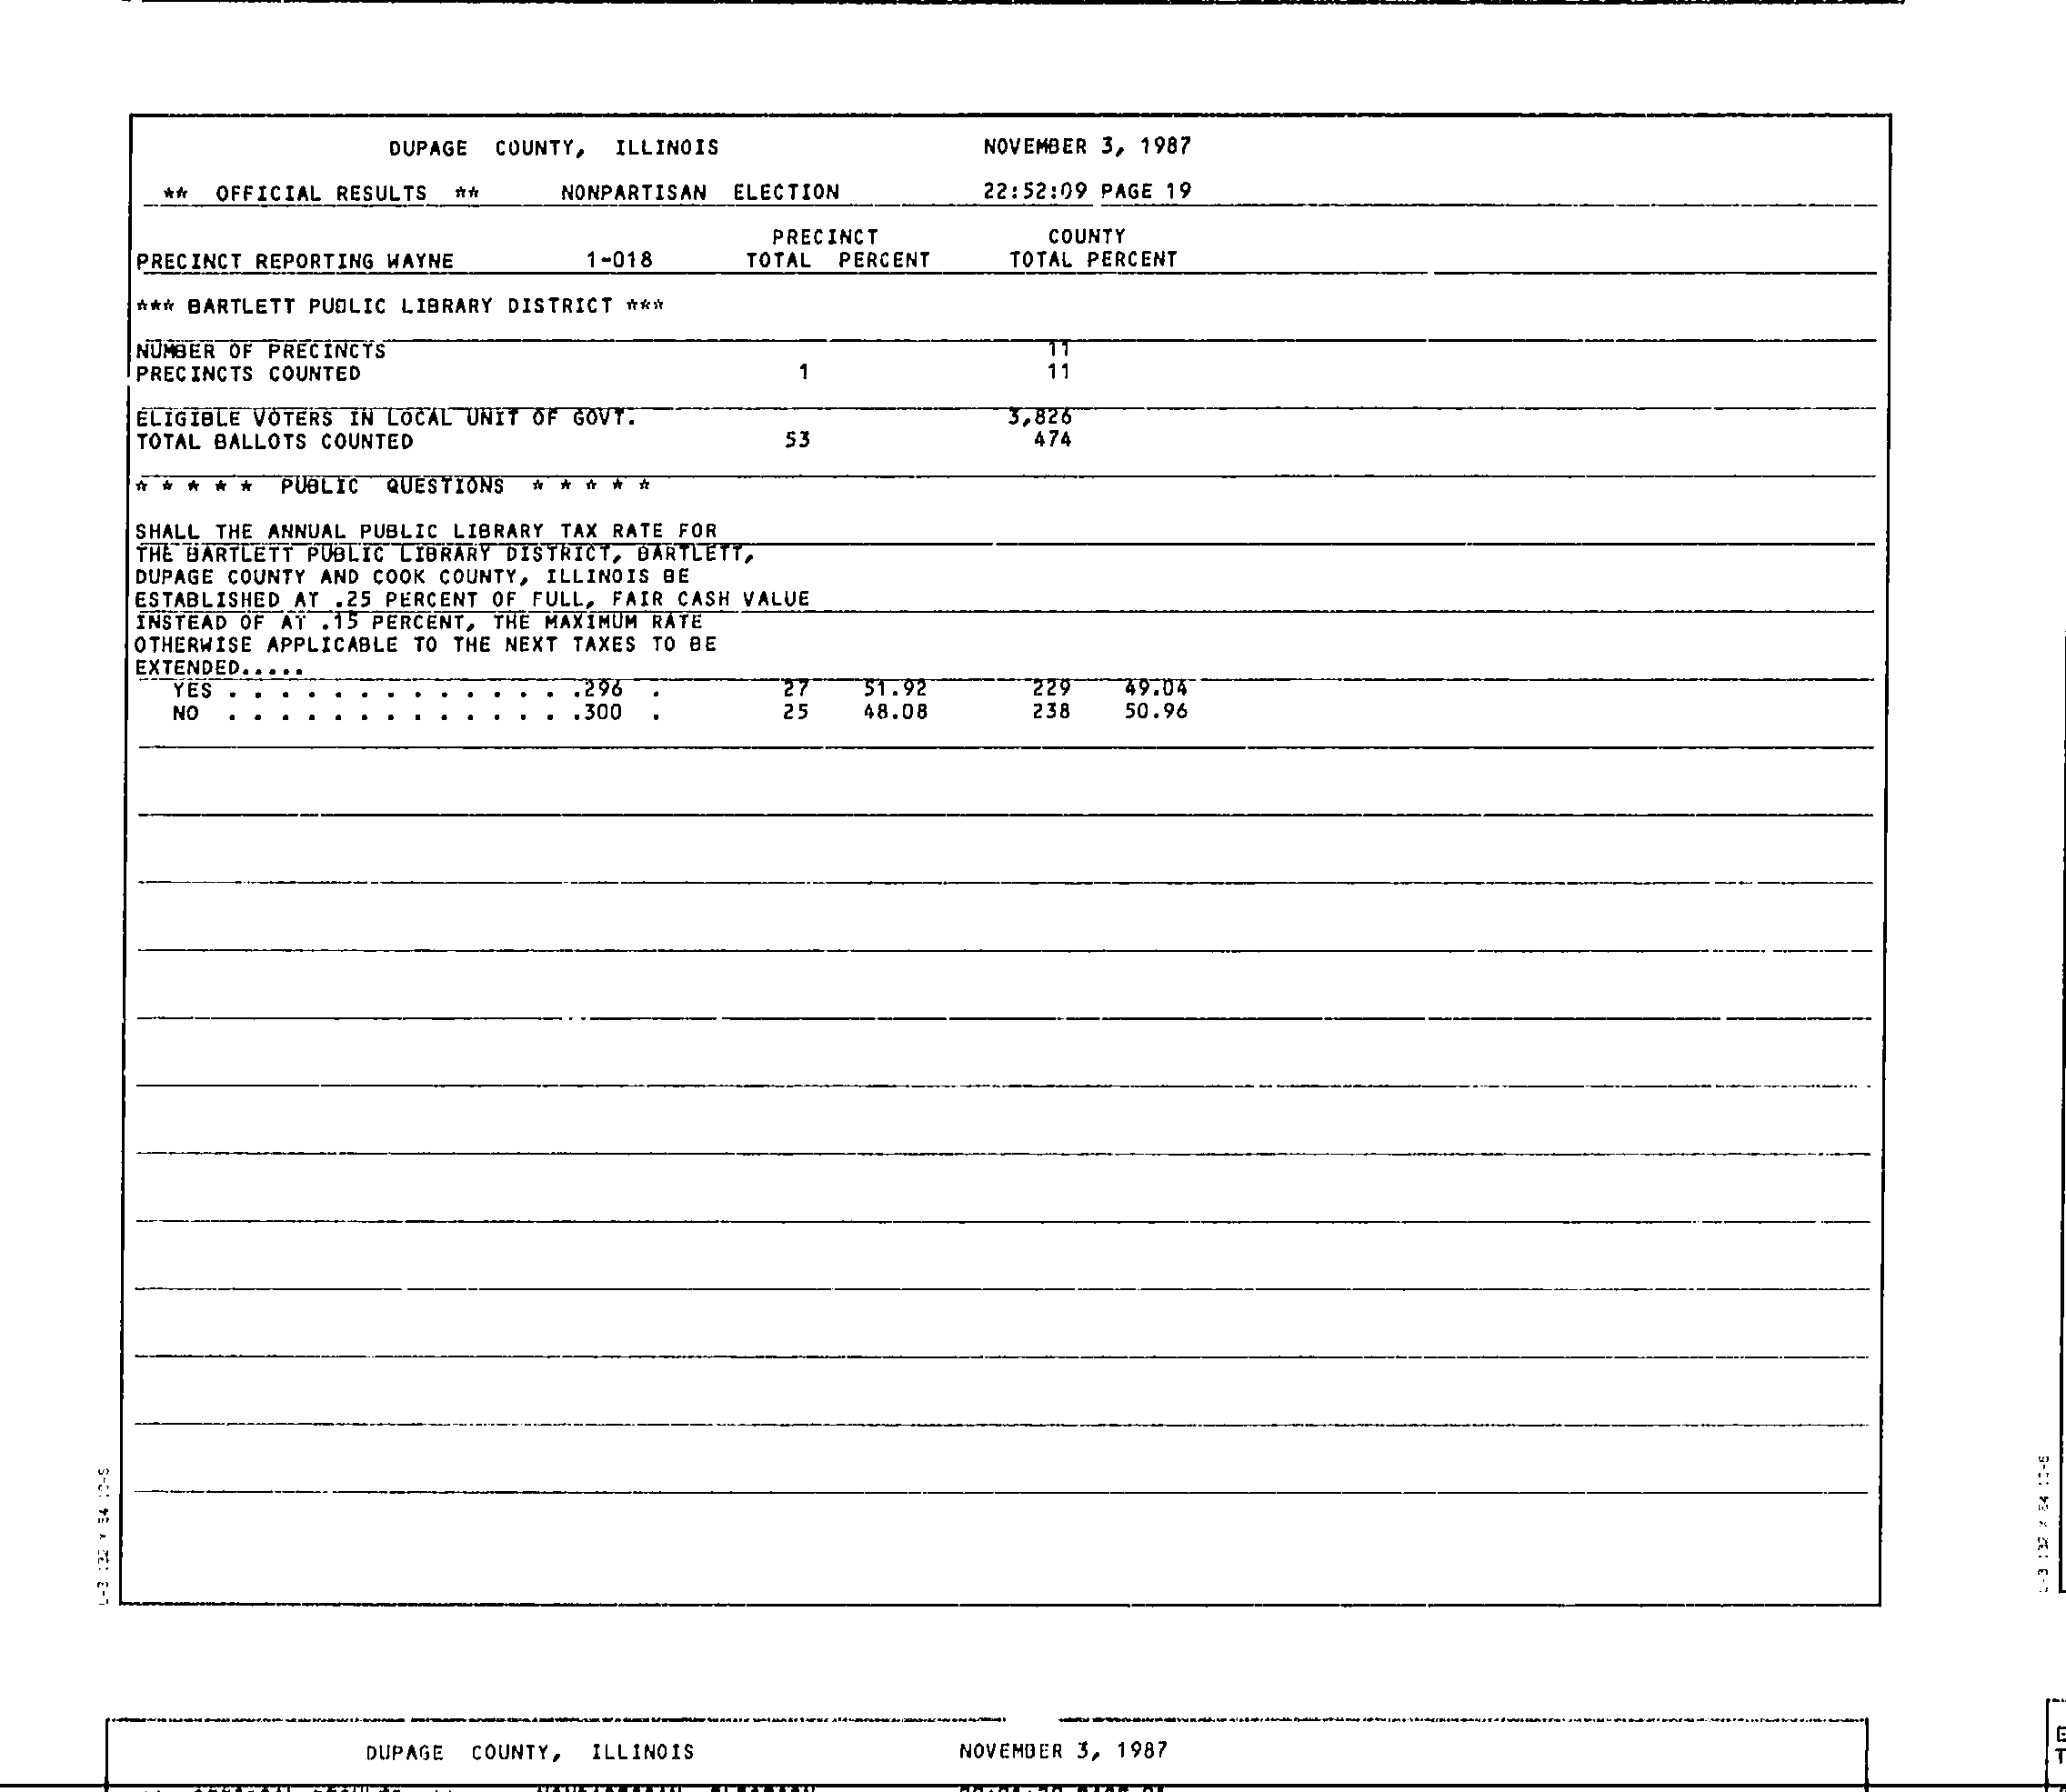 DUPAGE COUNTY, ILLINOIS NOVEMBER 3, 1987
** OFFICIAL RESULTS ** NONPARTISAN ELECTION 22:52:09 PAGE 19
PRECINCT COUNTY
PRECINCT REPORTING WAYNE 1-018 TOTAL PERCENT TOTAL PERCENT
*** BARTLETT PUBLIC LIBRARY DISTRICT ***
NUMBER OF PRECINCTS 11
PRECINCTS COUNTED 1 11
ELIGIBLE VOTERS IN LOCAL UNIT OF GOVT. 3,826
TOTAL BALLOTS COUNTED 53 474
* * * * * PUBLIC QUESTIONS * * * * *
SHALL THE ANNUAL PUBLIC LIBRARY TAX RATE FOR
THE BARTLETT PUBLIC LIBRARY DISTRICT, BARTLETT,
DUPAGE COUNTY AND COOK COUNTY, ILLINOIS BE
ESTABLISHED AT .25 PERCENT OF FULL, FAIR CASH VALUE
INSTEAD OF AT .15 PERCENT, THE MAXIMUM RATE
OTHERWISE APPLICABLE TO THE NEXT TAXES TO BE
EXTENDED.....
YES . . . . . . . . . . . . . .296 . 27 51.92 229 49.04
NO . . . . . . . . . . . . . .300 . 25 48.08 238 50.96
DUPAGE COUNTY, ILLINOIS NOVEMBER 3, 1987